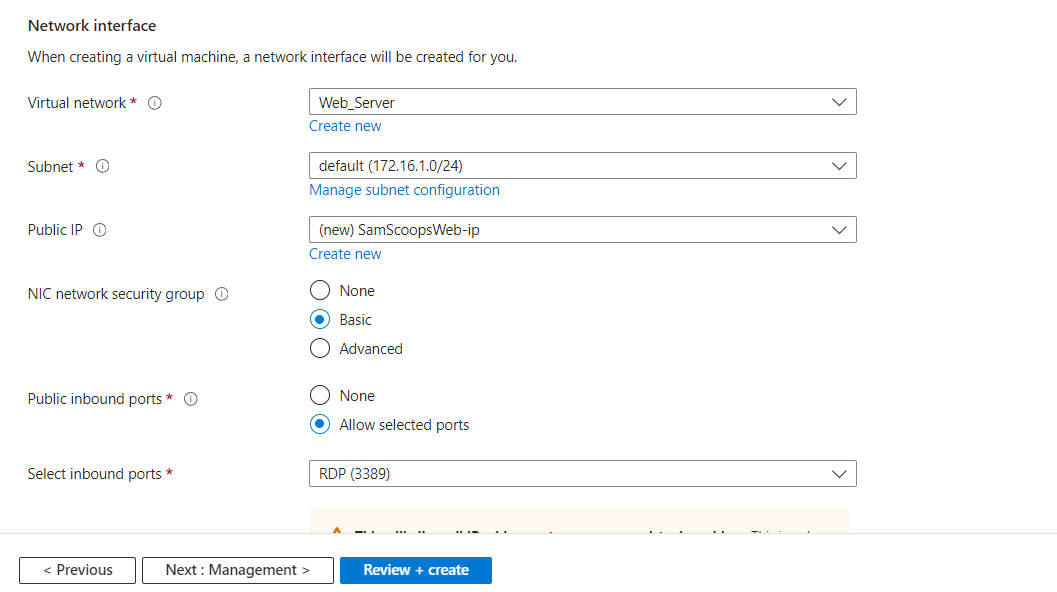 Network interface
When creating a virtual machine, a network interface will be created for you.
Virtual network * Web_Server
Create new
Subnet * default (172.16.1.0/24)
Manage subnet configuration
Public IP (new) SamScoopsWeb-ip
Create new
NIC network security group None
Basic
Advanced
Public inbound ports * None
Allow selected ports
Select inbound ports * RDP (3389)
< Previous Next : Management > Review + create